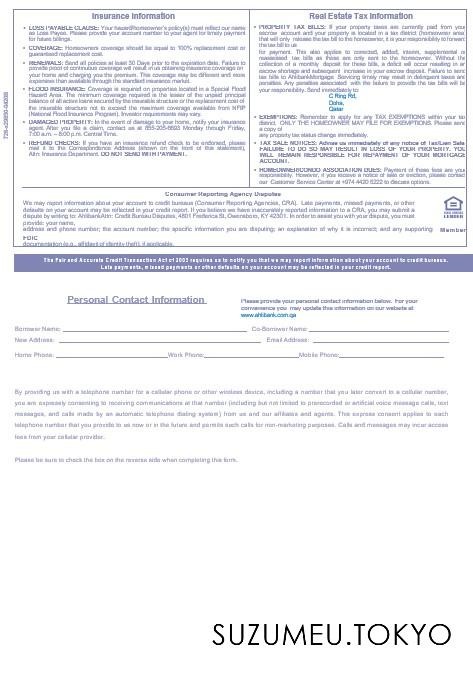 Insurance Information
• LOSS PAYABLE CLAUSE: Your hazard/homeowner's policy(s) must reflect our name as Loss Payee. Please provide your account number to your agent for timely payment for future billings.
• COVERAGE: Homeowners coverage should be equal to 100% replacement cost or guaranteed replacement cost.
• RENEWALS: Send all policies at least 30 Days prior to the expiration date. Failure to provide proof of continuous coverage will result in us obtaining insurance coverage on your home and charging you the premium. This coverage may be different and more expensive than available through the standard insurance market.
• FLOOD INSURANCE: Coverage is required on properties located in a Special Flood Hazard Area. The minimum coverage required is the lesser of the unpaid principal balance of all active loans secured by the insurable structure or the replacement cost of the insurable structure not to exceed the maximum coverage available from NFIP (National Flood Insurance Program). Investor requirements may vary.
• DAMAGED PROPERTY: In the event of damage to your home, notify your insurance agent. After you file a claim, contact us at 855-205-8893 Monday through Friday, 7:00 a.m. – 8:00 p.m. Central Time.
• REFUND CHECKS: If you have an insurance refund check to be endorsed, please mail it to the Correspondence Address (shown on the front of this statement), Attn: Insurance Department. DO NOT SEND WITH PAYMENT.
Real Estate Tax Information
• PROPERTY TAX BILLS: If your property taxes are currently paid from your escrow account and your property is located in a tax district (homeowner area) that will only release the tax bill to the homeowner, it is your responsibility to forward the tax bill to us
for payment. This also applies to corrected, added, interim, supplemental or reassessed tax bills as these are only sent to the homeowner. Without the collection of a monthly deposit for these bills, a deficit will occur resulting in an escrow shortage and subsequent increase in your escrow deposit. Failure to send tax bills to AhlibankMortgage Servicing timely may result in delinquent taxes and penalties. You are also liable with the failure to provide the tax bills be your responsibility. Send immediately to:
C Ring Rd,
Doha,
Qatar
• EXEMPTIONS: Remember to apply for any TAX EXEMPTIONS within your tax district. ONLY THE HOMEOWNER MAY FILE FOR EXEMPTIONS. Please send a copy of
any property tax status change immediately.
• TAX SALE NOTICES: Advise us immediately of any notice of tax/Lien Sale. FAILURE TO DO SO MAY RESULT IN LOSS OF YOUR PROPERTY. YOU WILL REMAIN RESPONSIBLE FOR REPAYMENT OF YOUR MORTGAGE ACCOUNT.
• HOMEOWNER/CONDO ASSOCIATION DUES: Payment of these fees are your responsibility. However, if you receive a notice of sale or eviction, please contact our Customer Service Center at +974 4420 5222 to discuss options.
728-25950-5G008
Consumer Reporting Agency Disputes
We may report information about your account to credit bureaus (Consumer Reporting Agencies, CRA). Late payments, missed payments, or other defaults on your account may be reflected in your credit report. If you believe we have inaccurately reported information to a CRA, you may submit a dispute by writing to: AhlibankAttn: Credit Bureau Disputes, 4801 Frederica St, Owensboro, KY 42301. In order to assist you with your dispute, you must provide: your name,
address and phone number; the account number; the specific information you are disputing; an explanation of why it is incorrect; and any supporting Member
FDIC
documentation (e.g., affidavit of identity theft), if applicable.
LENDER
The Fair and Accurate Credit Transaction Act of 2003 requires us to notify you that we may report information about your account to credit bureaus.
Late payments, missed payments or other defaults on your account may be reflected in your credit report.
Personal Contact Information
Please provide your personal contact information below. For your
convenience you may update this information on our website at
www.ahlibank.com.qa
Borrower Name: Co-Borrower Name:
New Address: Email Address:
Home Phone: Work Phone: Mobile Phone:
By providing us with a telephone number for a cellular phone or other wireless device, including a number that you later convert to a cellular number,
you are expressly consenting to receiving communications at that number (including but not limited to prerecorded or artificial voice message calls, text
messages, and calls made by an automatic telephone dialing system) from us and our affiliates and agents. This express consent applies to each
telephone number that you provide to us now or in the future and permits such calls for non-marketing purposes. Calls and messages may incur access
fees from your cellular provider.
Please be sure to check the box on the reverse side when completing this form.
SUZUMEU.TOKYO